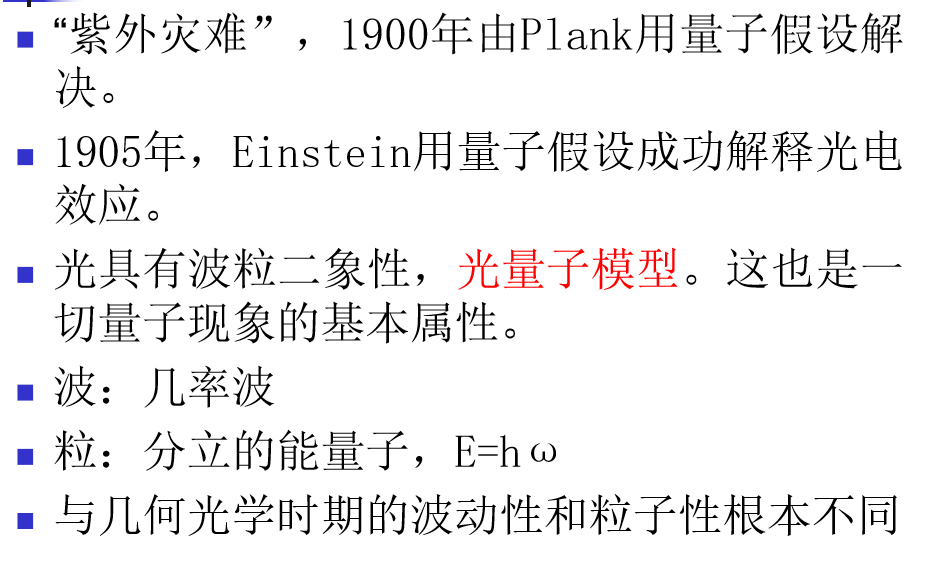 “紫外灾难”，1900年由Plank用量子假设解
决。
1905年，Einstein用量子假设成功解释光电
效应。
光具有波粒二象性，光量子模型。这也是一
切量子现象的基本属性。
波：几率波
粒：分立的能量子，E=hω
与几何光学时期的波动性和粒子性根本不同